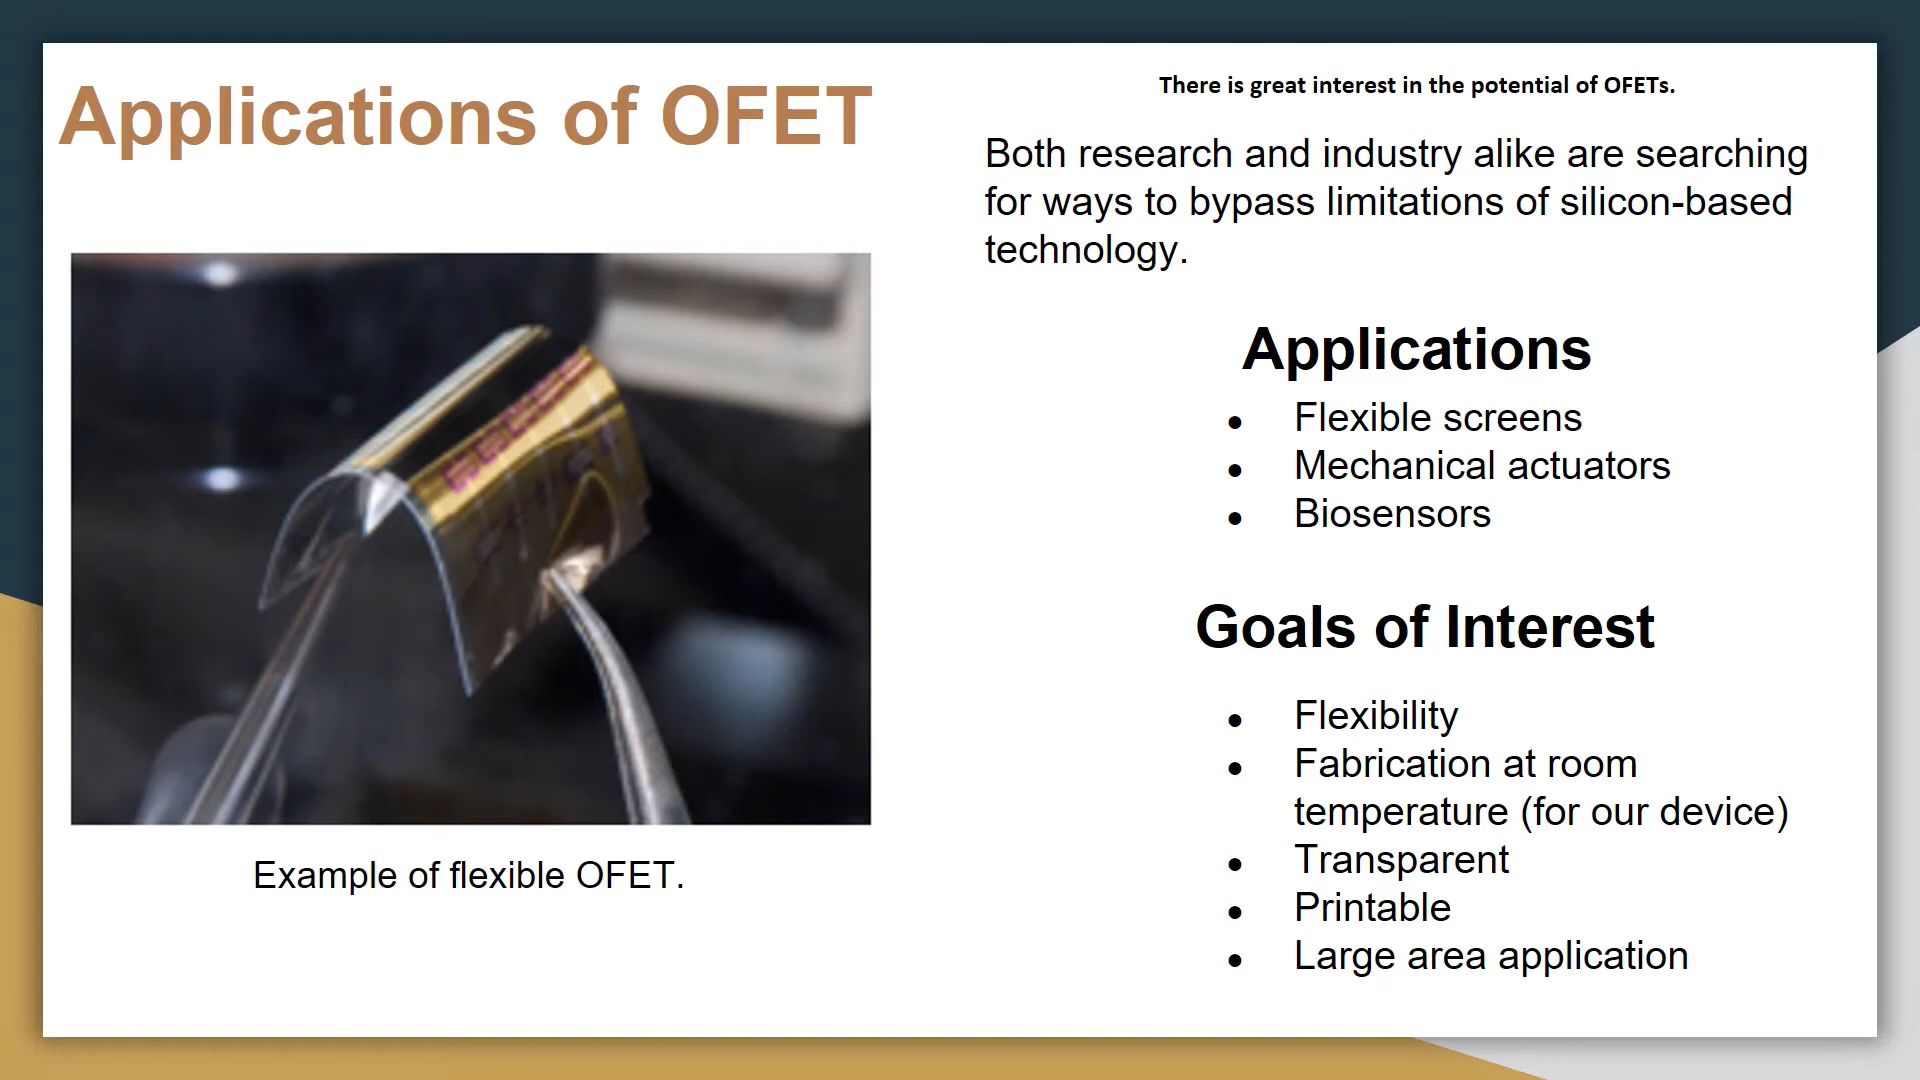 Applications of OFET
Example of flexible OFET.
There is great interest in the potential of OFETs.
Both research and industry alike are searching
for ways to bypass limitations of silicon-based
technology.
Applications
● Flexible screens
● Mechanical actuators
● Biosensors
Goals of Interest
● Flexibility
● Fabrication at room
temperature (for our device)
● Transparent
● Printable
● Large area application